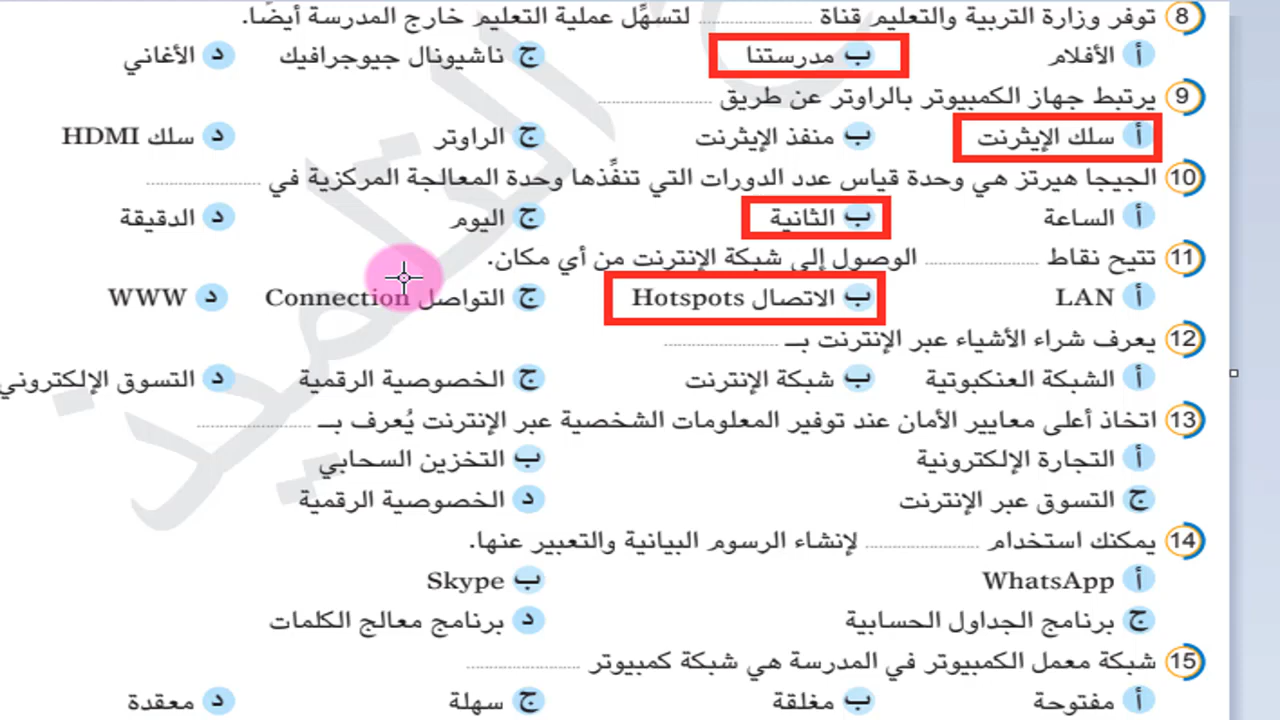 8 توفر وزارة التربية والتعليم قناة .......... لتسهِّل عملية التعليم خارج المدرسة أيضًا.
أ الأفلام ب مدرستنا ج ناشيونال جيوجرافيك د الأغاني
9 يرتبط جهاز الكمبيوتر بالراوتر عن طريق ..........
أ سلك الإيثرنت ب منفذ الإيثرنت ج الراوتر د سلك HDMI
10 الجيجا هيرتز هي وحدة قياس عدد الدورات التي تنفِّذها وحدة المعالجة المركزية في ..........
أ الساعة ب الثانية ج اليوم د الدقيقة
11 تتيح نقاط .......... الوصول إلى شبكة الإنترنت من أي مكان.
أ LAN ب الاتصال Hotspots ج التواصل Connection د WWW
12 يعرف شراء الأشياء عبر الإنترنت بـ ..........
أ الشبكة العنكبوتية ب شبكة الإنترنت ج الخصوصية الرقمية د التسوق الإلكتروني
13 اتخاذ أعلى معايير الأمان عند توفير المعلومات الشخصية عبر الإنترنت يُعرف بـ ..........
أ التجارة الإلكترونية ب التخزين السحابي
ج التسوق عبر الإنترنت د الخصوصية الرقمية
14 يمكنك استخدام .......... لإنشاء الرسوم البيانية والتعبير عنها.
أ WhatsApp ب Skype
ج برنامج الجداول الحسابية د برنامج معالج الكلمات
15 شبكة معمل الكمبيوتر في المدرسة هي شبكة كمبيوتر ..........
أ مفتوحة ب مغلقة ج سهلة د معقدة